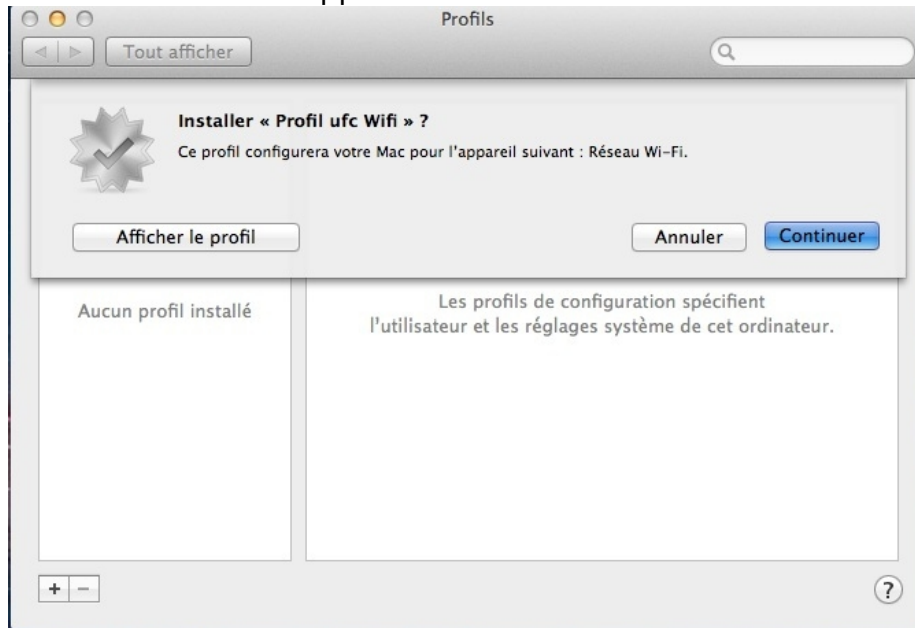 Profils
Tout afficher
Installer « Profil ufc Wifi » ?
Ce profil configurera votre Mac pour l'appareil suivant : Réseau Wi-Fi.
Afficher le profil
Annuler
Continuer
Aucun profil installé
Les profils de configuration spécifient
l'utilisateur et les réglages système de cet ordinateur.
+ −
?